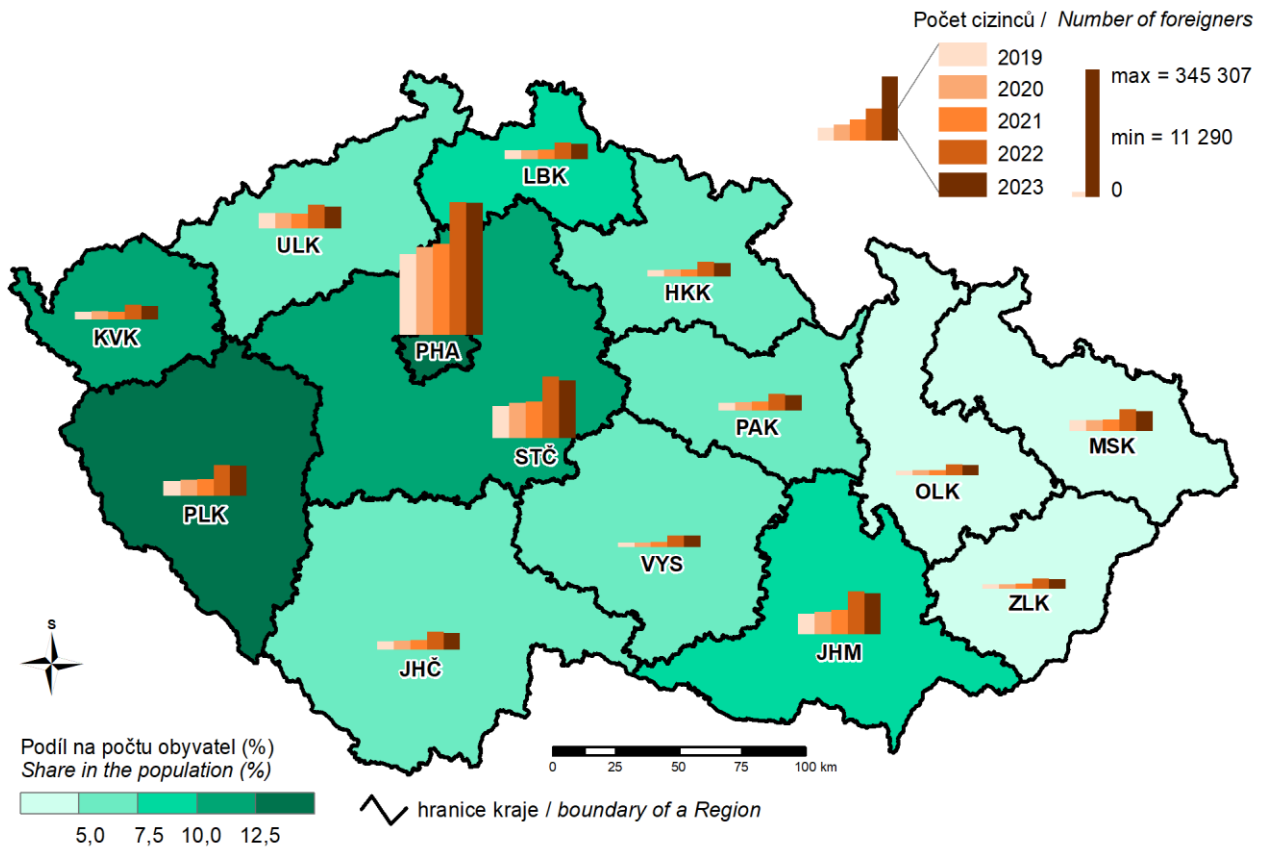 Počet cizinců / Number of foreigners
2019
2020
2021
2022
2023
max = 345 307
min = 11 290
0
LBK
ULK
HKK
KVK
PHA
PAK
STČ
MSK
OLK
PLK
VYS
ZLK
JHM
JHČ
S
Podíl na počtu obyvatel (%)
Share in the population (%)
5,0 7,5 10,0 12,5
hranice kraje / boundary of a Region
0 25 50 75 100 km